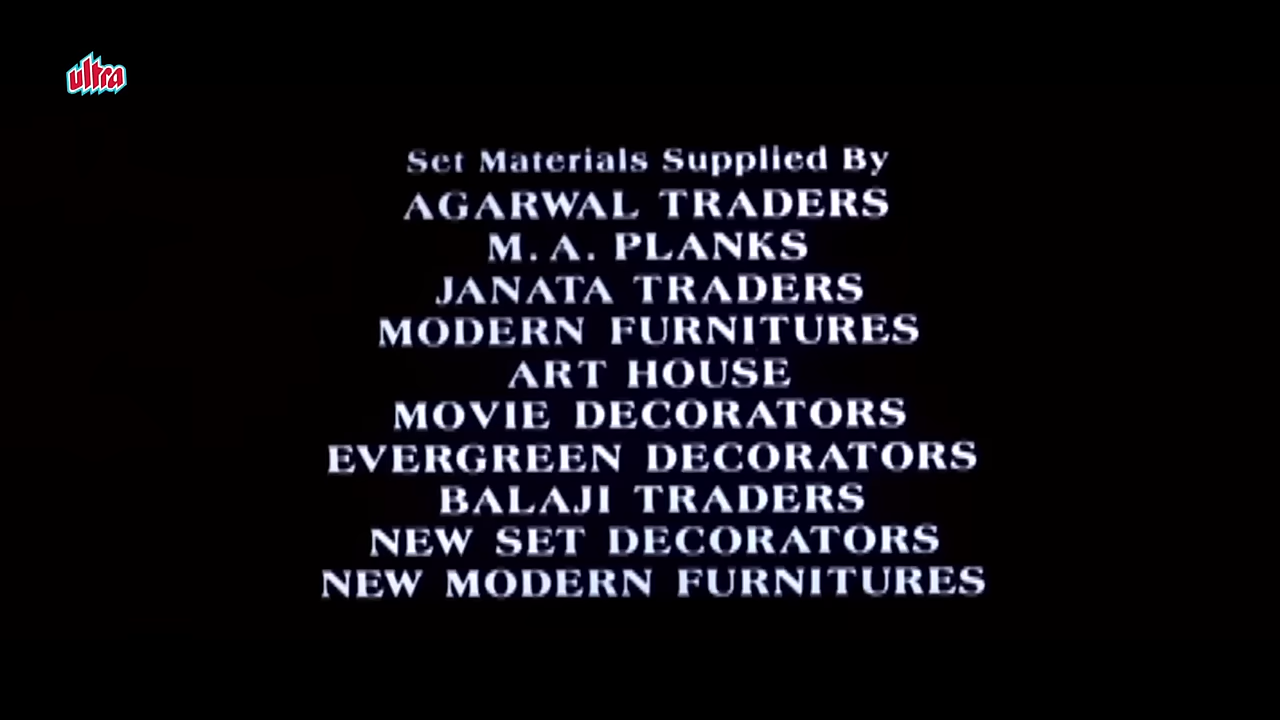 ultra
Set Materials Supplied By
AGARWAL TRADERS
M. A. PLANKS
JANATA TRADERS
MODERN FURNITURES
ART HOUSE
MOVIE DECORATORS
EVERGREEN DECORATORS
BALAJI TRADERS
NEW SET DECORATORS
NEW MODERN FURNITURES